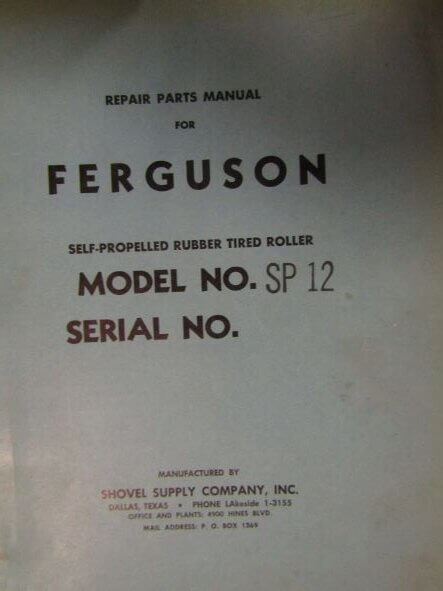 REPAIR PARTS MANUAL
FOR
FERGUSON
SELF-PROPELLED RUBBER TIRED ROLLER
MODEL NO. SP 12
SERIAL NO.
MANUFACTURED BY
SHOVEL SUPPLY COMPANY, INC.
DALLAS, TEXAS • PHONE LAkeside 1-3155
OFFICE AND PLANTS: 4900 HINES BLVD.
MAIL ADDRESS: P. O. BOX 1369